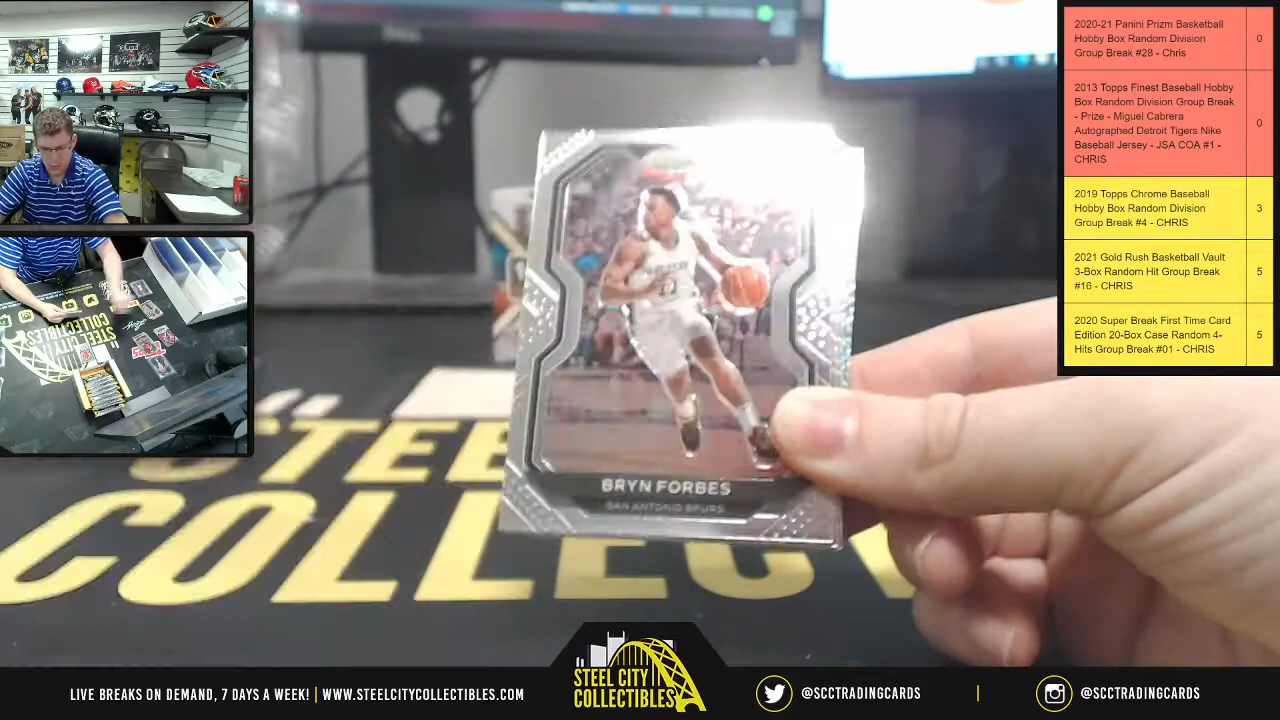 2020-21 Panini Prizm Basketball
Hobby Box Random Division
Group Break #28 - Chris
0
2013 Topps Finest Baseball Hobby
Box Random Division Group Break
- Prize - Miguel Cabrera
Autographed Detroit Tigers Nike
Baseball Jersey - JSA COA #1 -
CHRIS
0
2019 Topps Chrome Baseball
Hobby Box Random Division
Group Break #4 - CHRIS
3
2021 Gold Rush Basketball Vault
3-Box Random Hit Group Break
#16 - CHRIS
5
2020 Super Break First Time Card
Edition 20-Box Case Random 4-
Hits Group Break #01 - CHRIS
5
BRYN FORBES
SAN ANTONIO SPURS
STEEL
COLLEC
STEEL CITY
COLLECTIBLES
LIVE BREAKS ON DEMAND, 7 DAYS A WEEK! | WWW.STEELCITYCOLLECTIBLES.COM
STEEL CITY
COLLECTIBLES
@SCCTRADINGCARDS
|
@SCCTRADINGCARDS